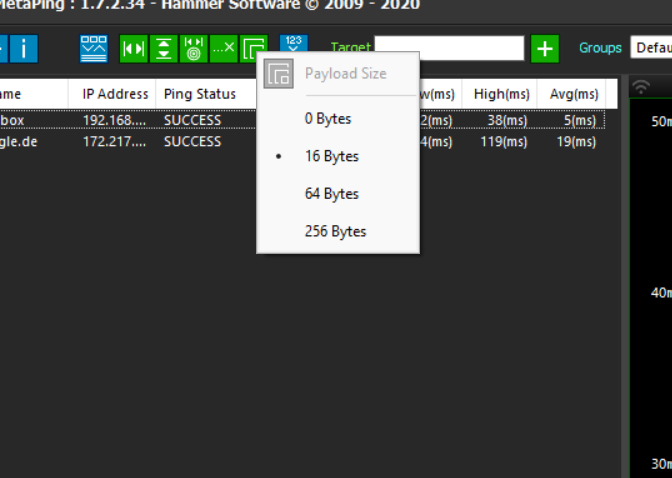 MetaPing : 1.7.2.34 - Hammer Software © 2009 - 2020
123
...X
Target
Groups Defau
ame IP Address Ping Status w(ms) High(ms) Avg(ms)
box 192.168.... SUCCESS 2(ms) 38(ms) 5(ms)
gle.de 172.217.... SUCCESS 4(ms) 119(ms) 19(ms)
Payload Size
0 Bytes
16 Bytes
64 Bytes
256 Bytes
50m
40m
30m